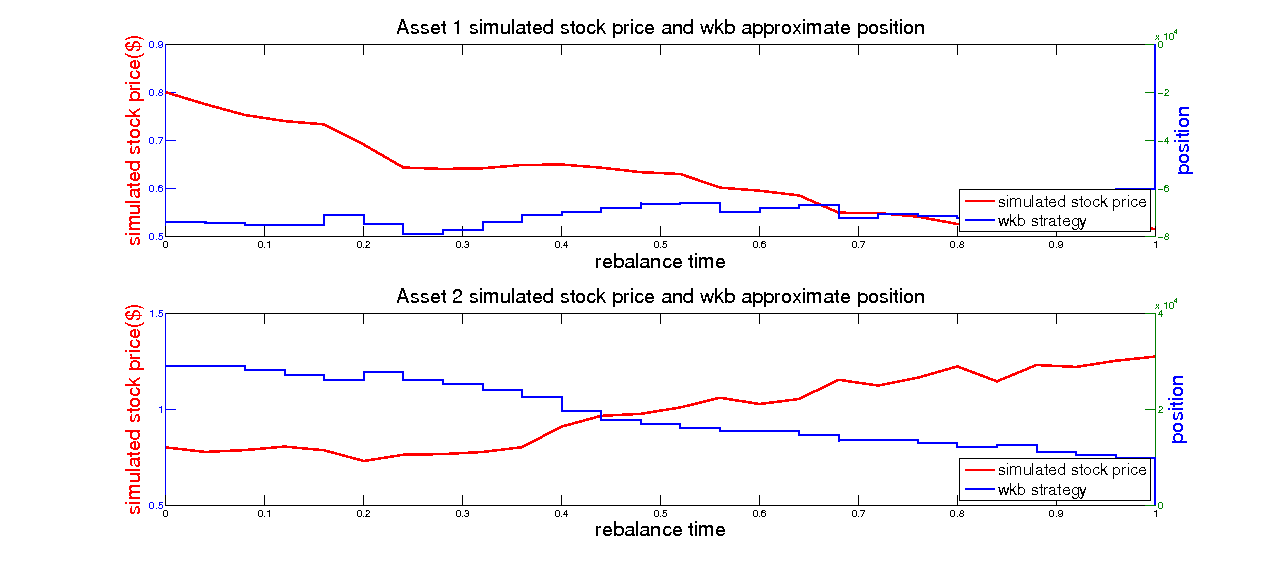 Asset 1 simulated stock price and wkb approximate position
x 10^4
0.9 0
0.8 −2
0.7 −4
0.6 −6
0.5 −8
simulated stock price($)
position
simulated stock price
wkb strategy
0 0.1 0.2 0.3 0.4 0.5 0.6 0.7 0.8 0.9 1
rebalance time
Asset 2 simulated stock price and wkb approximate position
x 10^4
1.5 4
1 2
0.5 0
simulated stock price($)
position
simulated stock price
wkb strategy
0 0.1 0.2 0.3 0.4 0.5 0.6 0.7 0.8 0.9 1
rebalance time